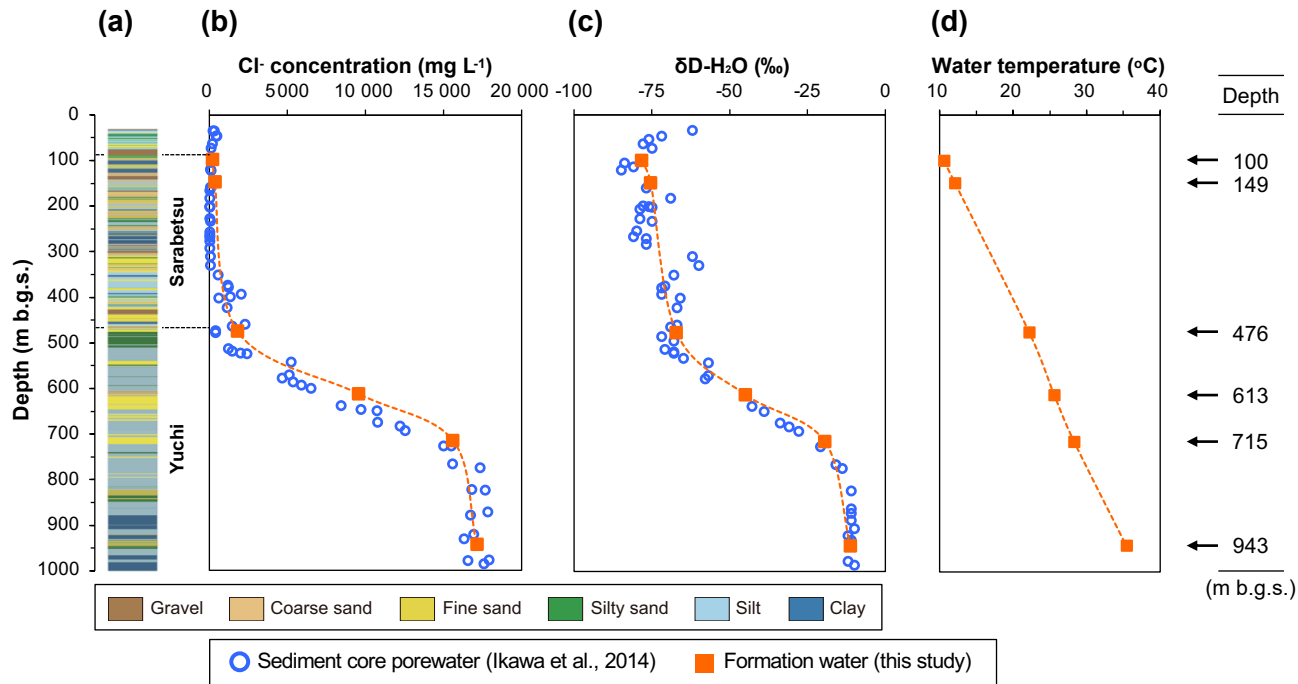 (a) (b) (c) (d)
Cl- concentration (mg L-1) δD-H2O (‰) Water temperature (oC)
0 5000 10 000 15 000 20 000 -100 -75 -50 -25 0 10 20 30 40
Depth
Depth (m b.g.s.)
0
100
200
300
400
500
600
700
800
900
1000
Sarabetsu
Yuchi
100
149
476
613
715
943
(m b.g.s.)
Gravel Coarse sand Fine sand Silty sand Silt Clay
Sediment core porewater (Ikawa et al., 2014) Formation water (this study)